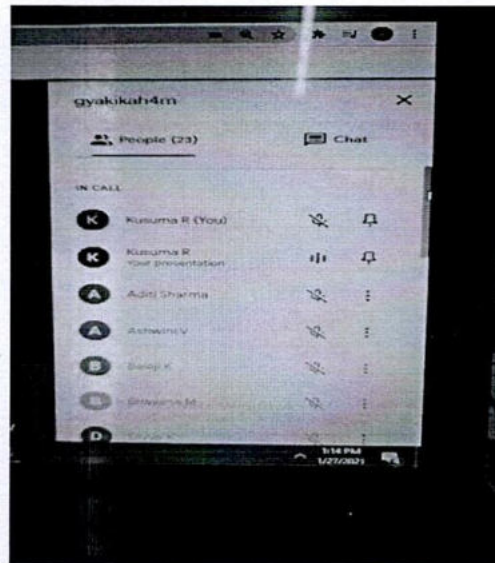 gyakikah4m
People (23)
Chat
IN CALL
K
Kusuma R (You)
K
Kusuma R
Your presentation
A
Aditi Sharma
A
Ashwini V
B
Balaji K
B
D
1:14 PM
1/27/2021